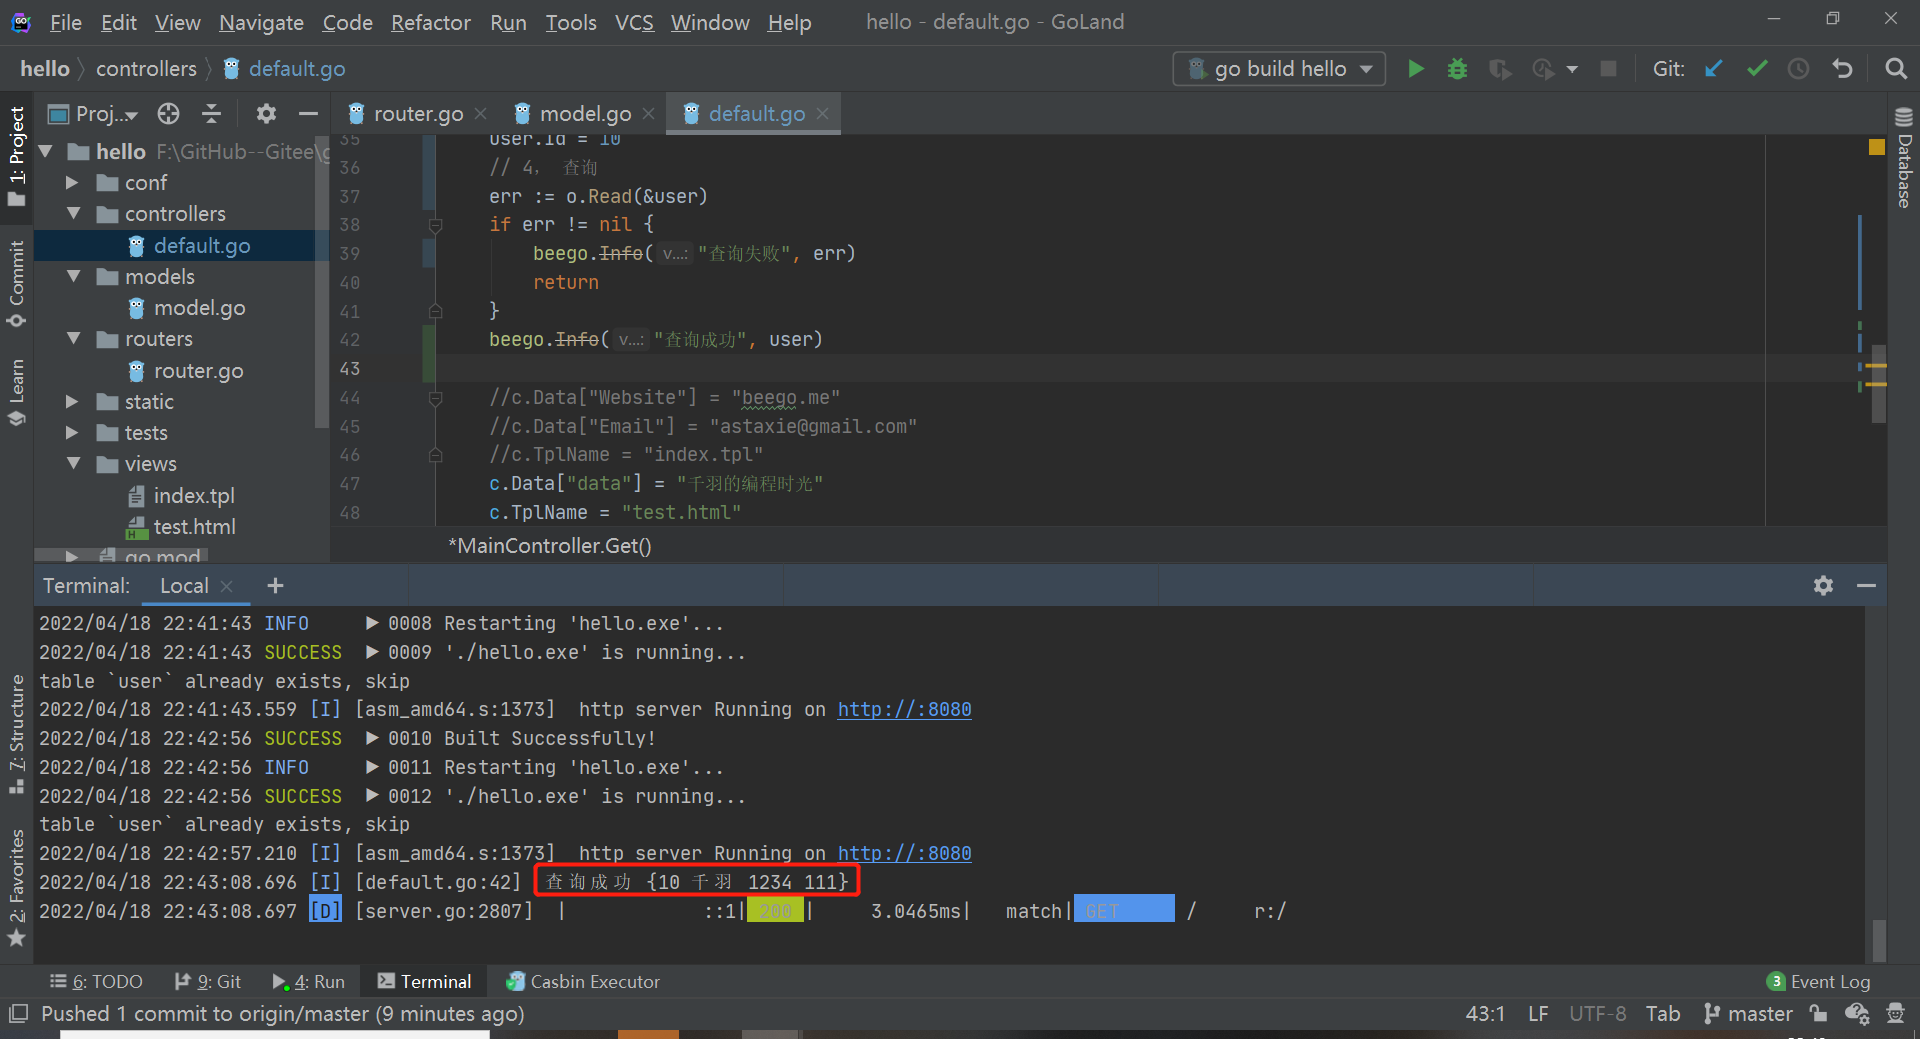 File Edit View Navigate Code Refactor Run Tools VCS Window Help hello - default.go - GoLand
hello controllers default.go go build hello Git:
Proj... router.go model.go default.go
1: Project
Commit
Learn
7: Structure
2: Favorites
Database
hello F:\GitHub--Gitee\g
conf
controllers
default.go
models
model.go
routers
router.go
static
tests
views
index.tpl
test.html
go.mod
35 user.Id = 10
36 // 4， 查询
37 err := o.Read(&user)
38 if err != nil {
39 beego.Info( v...: "查询失败", err)
40 return
41 }
42 beego.Info( v...: "查询成功", user)
43
44 //c.Data["Website"] = "beego.me"
45 //c.Data["Email"] = "astaxie@gmail.com"
46 //c.TplName = "index.tpl"
47 c.Data["data"] = "千羽的编程时光"
48 c.TplName = "test.html"
*MainController.Get()
Terminal: Local +
2022/04/18 22:41:43 INFO ▶ 0008 Restarting 'hello.exe'...
2022/04/18 22:41:43 SUCCESS ▶ 0009 './hello.exe' is running...
table `user` already exists, skip
2022/04/18 22:41:43.559 [I] [asm_amd64.s:1373] http server Running on http://:8080
2022/04/18 22:42:56 SUCCESS ▶ 0010 Built Successfully!
2022/04/18 22:42:56 INFO ▶ 0011 Restarting 'hello.exe'...
2022/04/18 22:42:56 SUCCESS ▶ 0012 './hello.exe' is running...
table `user` already exists, skip
2022/04/18 22:42:57.210 [I] [asm_amd64.s:1373] http server Running on http://:8080
2022/04/18 22:43:08.696 [I] [default.go:42] 查询成功 {10 千羽 1234 111}
2022/04/18 22:43:08.697 [D] [server.go:2807] | ::1| 200 | 3.0465ms| match| GET / r:/
6: TODO 9: Git 4: Run Terminal Casbin Executor 3 Event Log
Pushed 1 commit to origin/master (9 minutes ago) 43:1 LF UTF-8 Tab master